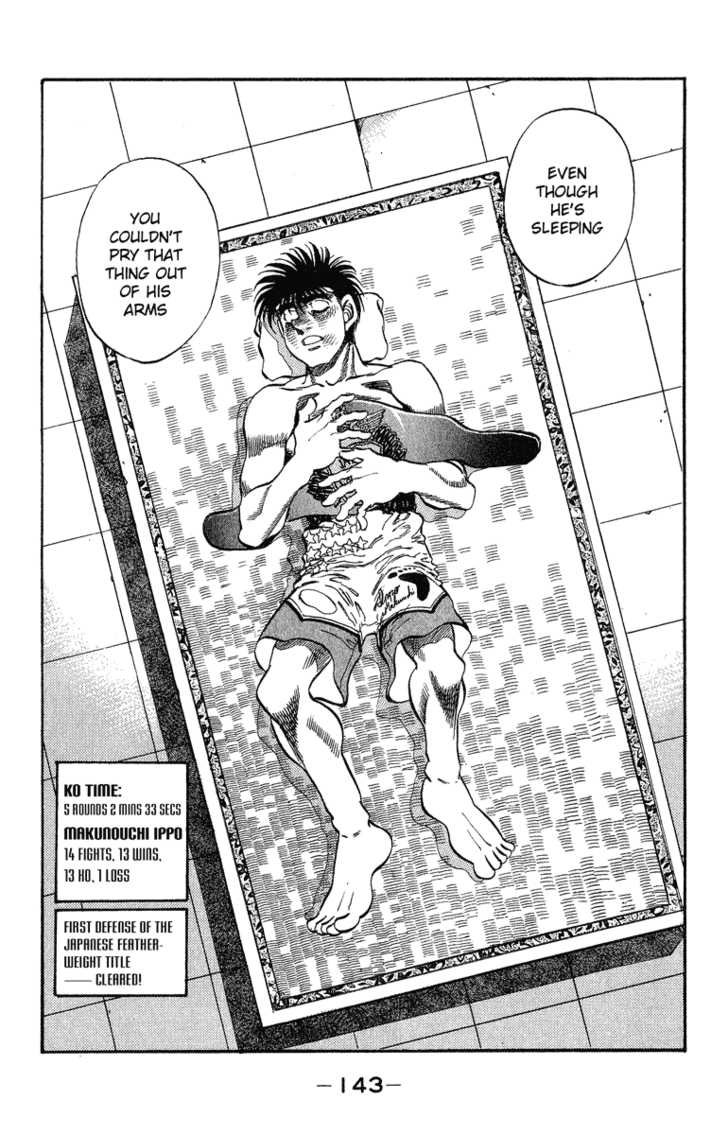 EVEN
THOUGH
HE'S
SLEEPING
YOU
COULDN'T
PRY THAT
THING OUT
OF HIS
ARMS
KO TIME:
5 ROUNDS 2 MINS 33 SECS
MAKUNOUCHI IPPO
14 FIGHTS, 13 WINS,
13 KO, 1 LOSS
FIRST DEFENSE OF THE
JAPANESE FEATHER-
WEIGHT TITLE
—— CLEARED!
–143–